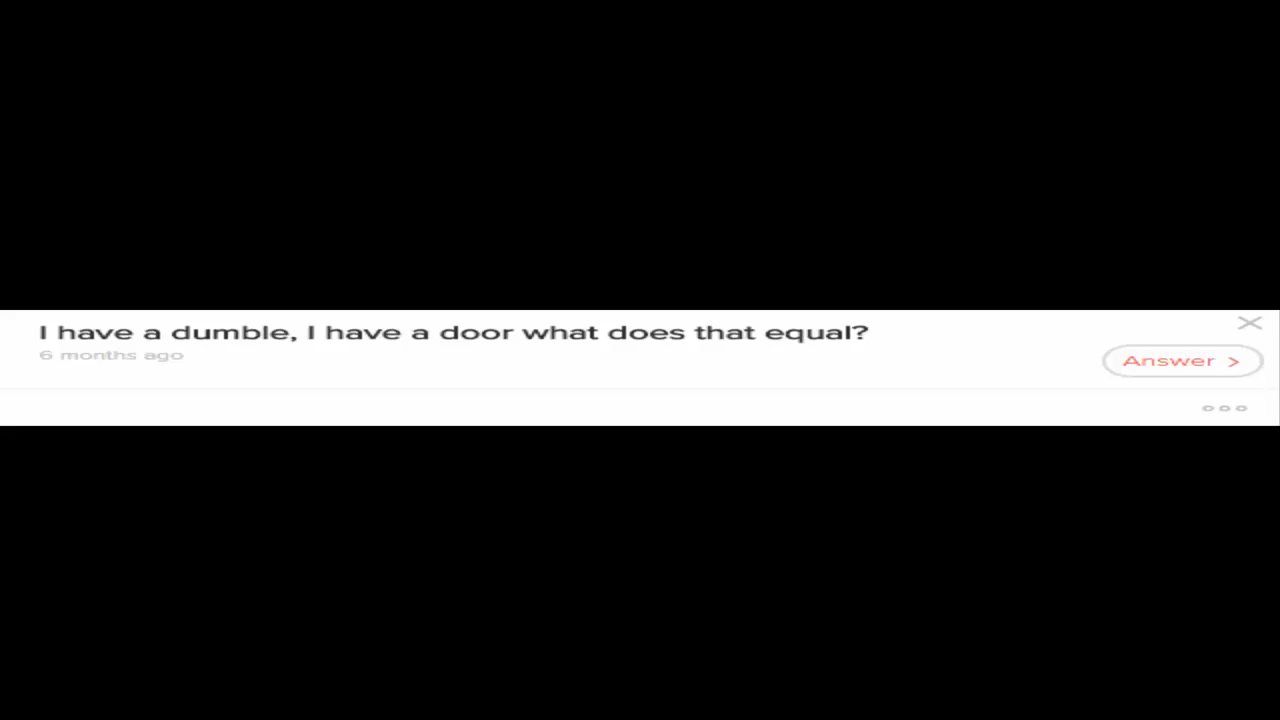 I have a dumble, I have a door what does that equal?
6 months ago
Answer >